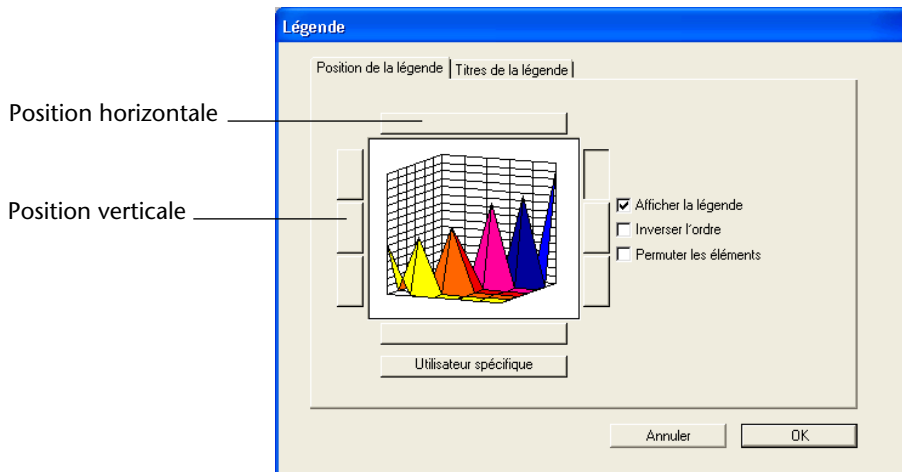 Légende
Position de la légende
Titres de la légende
Position horizontale
Position verticale
Afficher la légende
Inverser l'ordre
Permuter les éléments
Utilisateur spécifique
Annuler
OK